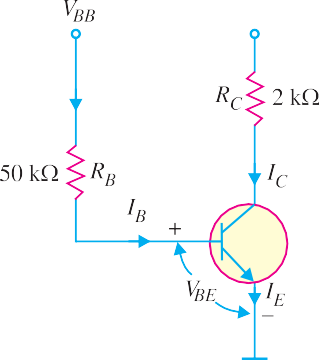 V_BB
R_C 2 kΩ
50 kΩ R_B
I_C
I_B
+
V_BE
I_E
–